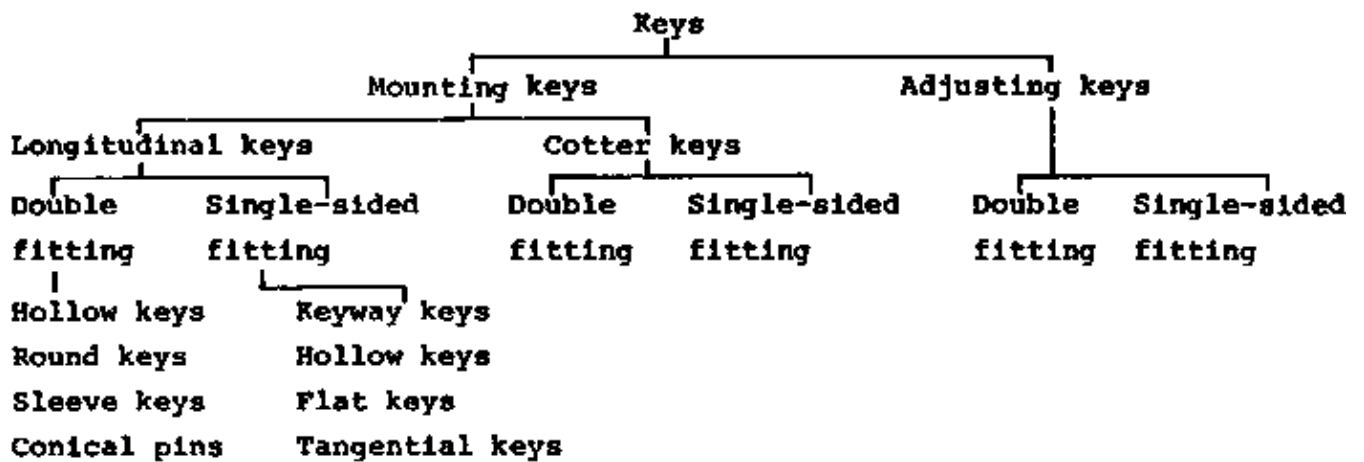 Keys
Mounting keys Adjusting keys
Longitudinal keys Cotter keys
Double Single-sided Double Single-sided Double Single-sided
fitting fitting fitting fitting fitting fitting
Hollow keys Keyway keys
Round keys Hollow keys
Sleeve keys Flat keys
Conical pins Tangential keys